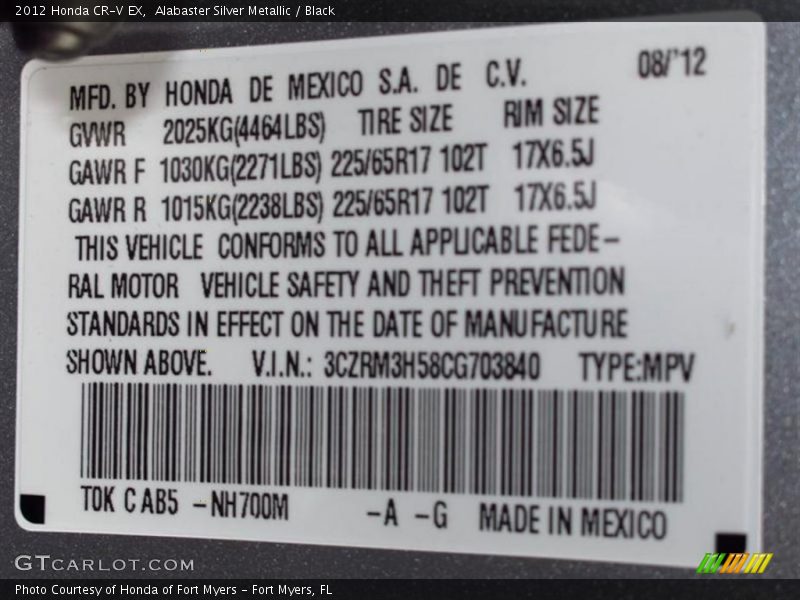 2012 Honda CR-V EX,  Alabaster Silver Metallic / Black
MFD. BY HONDA DE MEXICO S.A. DE C.V. 08/'12
GVWR 2025KG(4464LBS) TIRE SIZE RIM SIZE
GAWR F 1030KG(2271LBS) 225/65R17 102T 17X6.5J
GAWR R 1015KG(2238LBS) 225/65R17 102T 17X6.5J
THIS VEHICLE CONFORMS TO ALL APPLICABLE FEDE-
RAL MOTOR VEHICLE SAFETY AND THEFT PREVENTION
STANDARDS IN EFFECT ON THE DATE OF MANUFACTURE
SHOWN ABOVE. V.I.N.: 3CZRM3H58CG703840 TYPE:MPV
TOK C AB5 -NH700M -A -G MADE IN MEXICO
GTCARLOT.COM
Photo Courtesy of Honda of Fort Myers - Fort Myers, FL